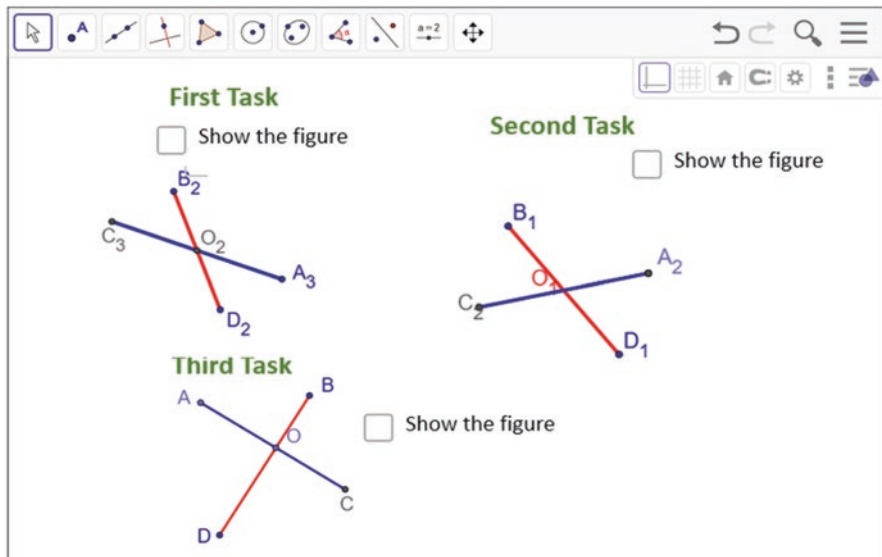 A
a=2
First Task
Show the figure
B2
C3
O2
A3
D2
Second Task
Show the figure
B1
A2
O1
C2
D1
Third Task
Show the figure
A
B
O
C
D